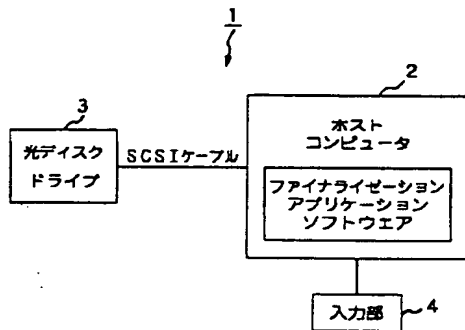 1
2
3
ホスト
コンピュータ
光ディスク
ドライブ
SCSIケーブル
ファイナライゼーション
アプリケーション
ソフトウエア
入力部
4